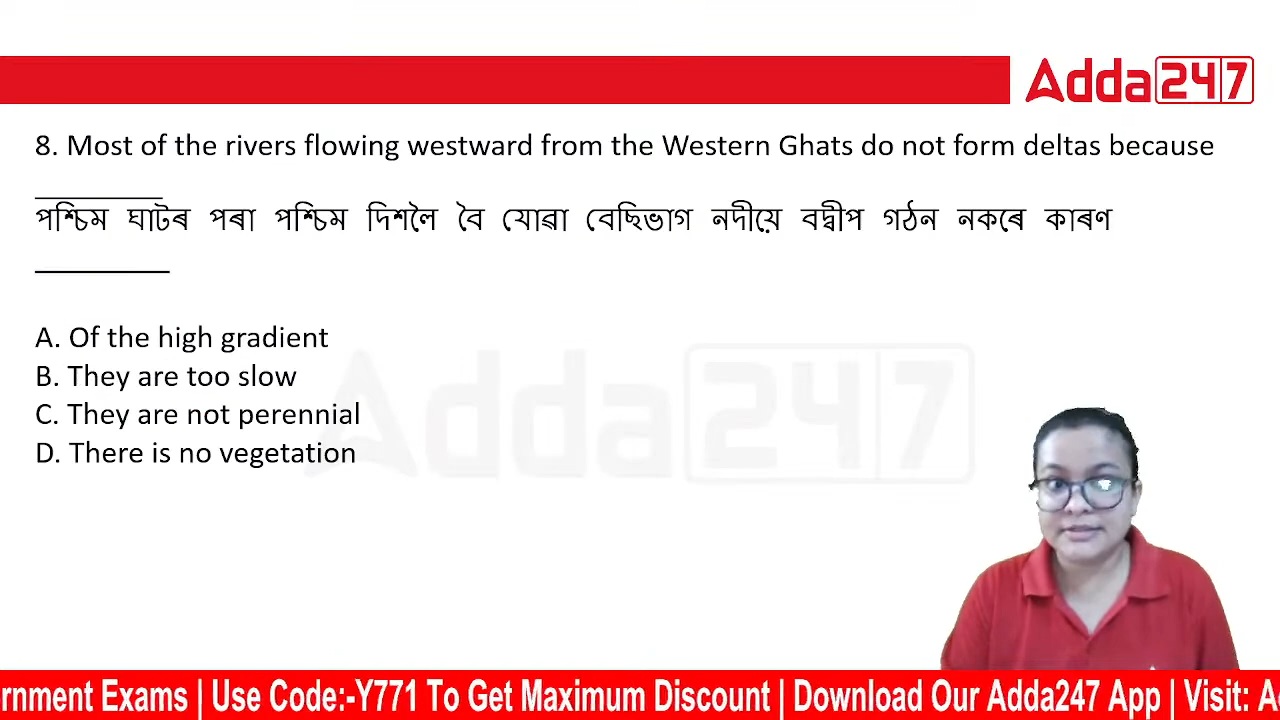 Adda247
8. Most of the rivers flowing westward from the Western Ghats do not form deltas because
_________
পশ্চিম ঘাটৰ পৰা পশ্চিম দিশলৈ বৈ যোৱা বেছিভাগ নদীয়ে বদ্বীপ গঠন নকৰে কাৰণ
_________
A. Of the high gradient
B. They are too slow
C. They are not perennial
D. There is no vegetation
Adda247
rnment Exams | Use Code:-Y771 To Get Maximum Discount | Download Our Adda247 App | Visit: A